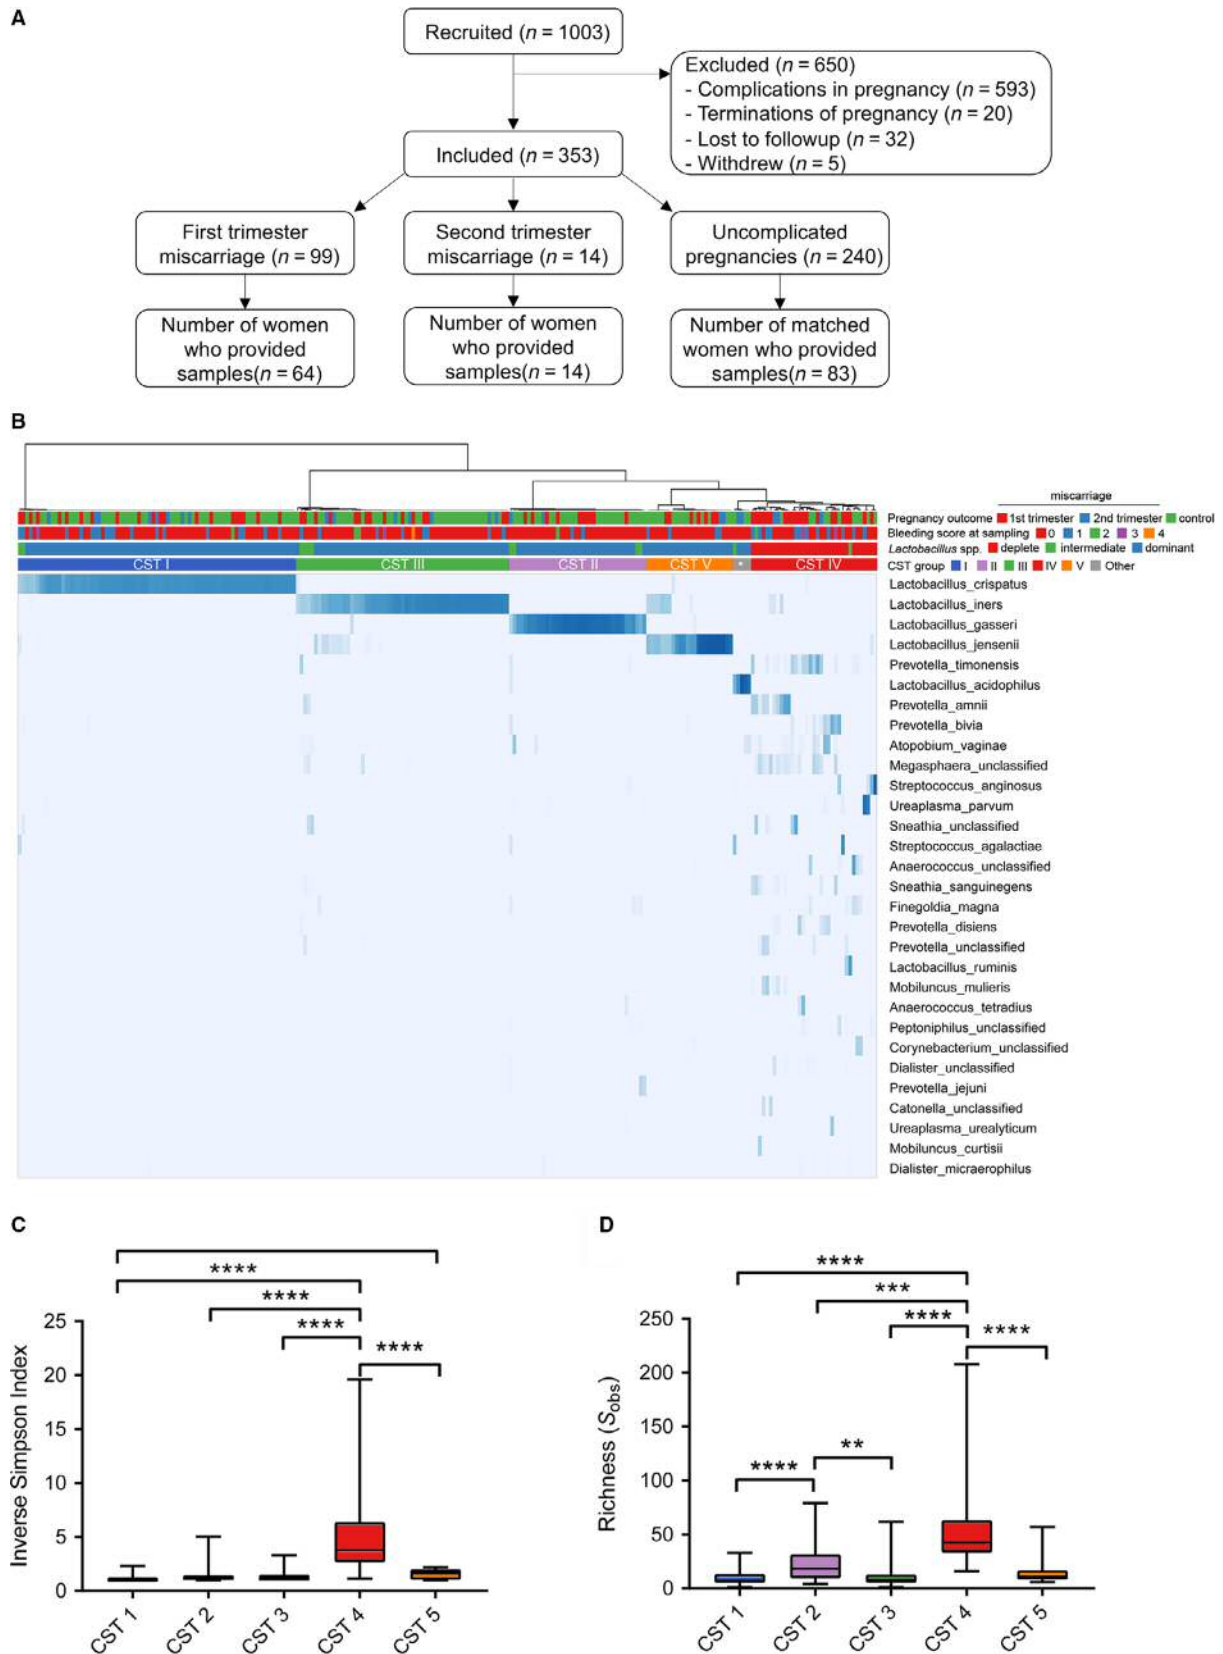 A
Recruited (n = 1003)
Excluded (n = 650)
- Complications in pregnancy (n = 593)
- Terminations of pregnancy (n = 20)
- Lost to followup (n = 32)
- Withdrew (n = 5)
Included (n = 353)
First trimester
miscarriage (n = 99)
Second trimester
miscarriage (n = 14)
Uncomplicated
pregnancies (n = 240)
Number of women
who provided
samples(n = 64)
Number of women
who provided
samples(n = 14)
Number of matched
women who provided
samples(n = 83)
B
miscarriage
Pregnancy outcome 1st trimester 2nd trimester control
Bleeding score at sampling 0 1 2 3 4
Lactobacillus spp. deplete intermediate dominant
CST group I II III IV V Other
CST I CST III CST II CST V * CST IV
Lactobacillus_crispatus
Lactobacillus_iners
Lactobacillus_gasseri
Lactobacillus_jensenii
Prevotella_timonensis
Lactobacillus_acidophilus
Prevotella_amnii
Prevotella_bivia
Atopobium_vaginae
Megasphaera_unclassified
Streptococcus_anginosus
Ureaplasma_parvum
Sneathia_unclassified
Streptococcus_agalactiae
Anaerococcus_unclassified
Sneathia_sanguinegens
Finegoldia_magna
Prevotella_disiens
Prevotella_unclassified
Lactobacillus_ruminis
Mobiluncus_mulieris
Anaerococcus_tetradius
Peptoniphilus_unclassified
Corynebacterium_unclassified
Dialister_unclassified
Prevotella_jejuni
Catonella_unclassified
Ureaplasma_urealyticum
Mobiluncus_curtisii
Dialister_micraerophilus
C
****
****
****
****
25
20
15
10
5
0
Inverse Simpson Index
CST 1
CST 2
CST 3
CST 4
CST 5
D
****
***
****
****
**
****
250
200
150
100
50
0
Richness (Sobs)
CST 1
CST 2
CST 3
CST 4
CST 5